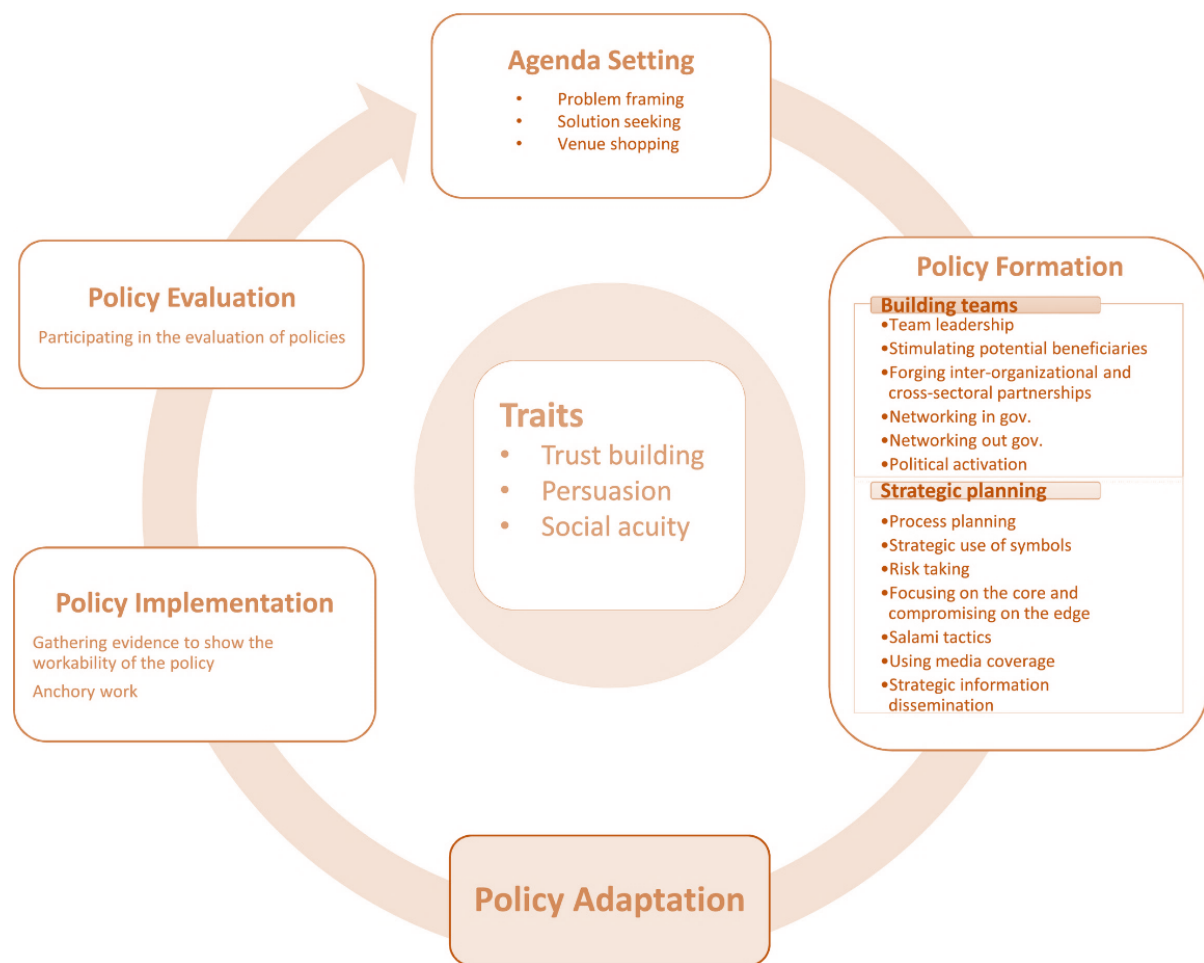 Agenda Setting
• Problem framing
• Solution seeking
• Venue shopping
Policy Formation
Building teams
•Team leadership
•Stimulating potential beneficiaries
•Forging inter-organizational and
cross-sectoral partnerships
•Networking in gov.
•Networking out gov.
•Political activation
Strategic planning
•Process planning
•Strategic use of symbols
•Risk taking
•Focusing on the core and
compromising on the edge
•Salami tactics
•Using media coverage
•Strategic information
dissemination
Policy Adaptation
Policy Implementation
Gathering evidence to show the
workability of the policy
Anchory work
Policy Evaluation
Participating in the evaluation of policies
Traits
• Trust building
• Persuasion
• Social acuity